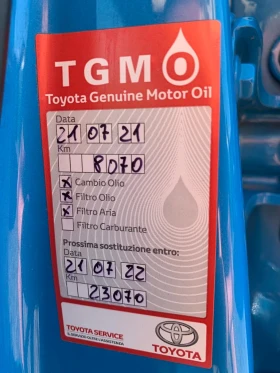 TGMO
Toyota Genuine Motor Oil
Data
21 07 21
Km
8070
Cambio Olio
Filtro Olio
Filtro Aria
Filtro Carburante
Prossima sostituzione entro:
Data
21 07 22
Km
23070
TOYOTA SERVICE
TOYOTA